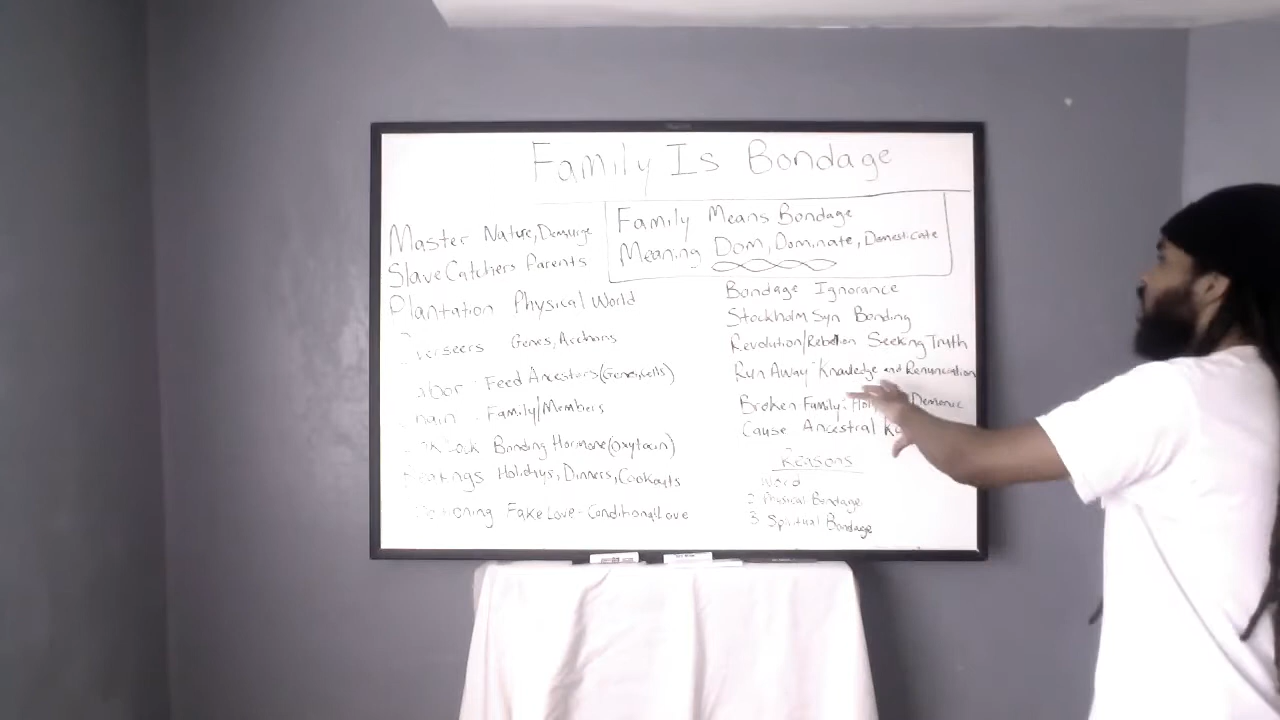 Family Is Bondage
Family Means Bondage
Meaning Dom, Dominate, Domesticate
Master Nature, Demiurge
Slave Catchers Parents
Plantation Physical World
Genes, Archons
Feed Ancestors (Genes, Cells)
Family/Members
Bonding Hormone (Oxytocin)
Holidys, Dinners, Cookouts
Fake Love - Conditional Love
Bondage Ignorance
Stockholm Syn Bonding
Revolution/Rebellion Seeking Truth
Run Away Knowledge and Renunciation
Broken Family: Demonic
Cause Ancestral
Reasons
Word
2 Physical Bondage
3 Spiritual Bondage